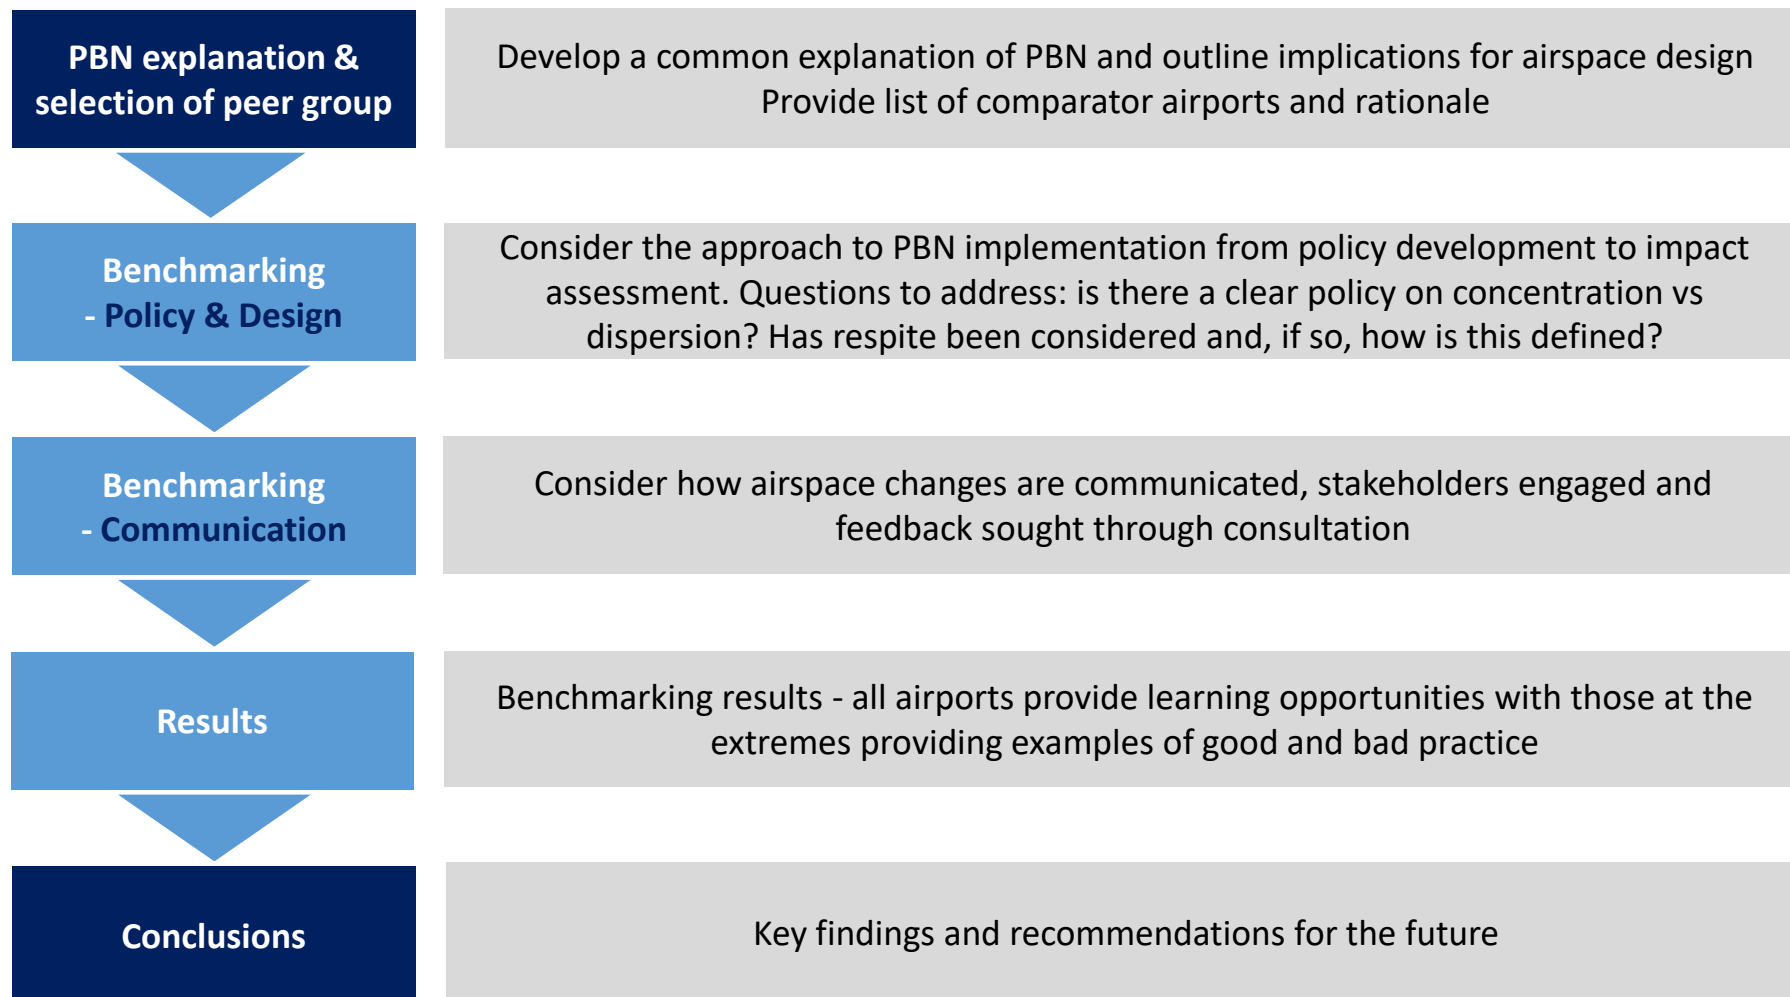 PBN explanation &
selection of peer group
Develop a common explanation of PBN and outline implications for airspace design
Provide list of comparator airports and rationale
Benchmarking
- Policy & Design
Consider the approach to PBN implementation from policy development to impact
assessment. Questions to address: is there a clear policy on concentration vs
dispersion? Has respite been considered and, if so, how is this defined?
Benchmarking
- Communication
Consider how airspace changes are communicated, stakeholders engaged and
feedback sought through consultation
Results
Benchmarking results - all airports provide learning opportunities with those at the
extremes providing examples of good and bad practice
Conclusions
Key findings and recommendations for the future